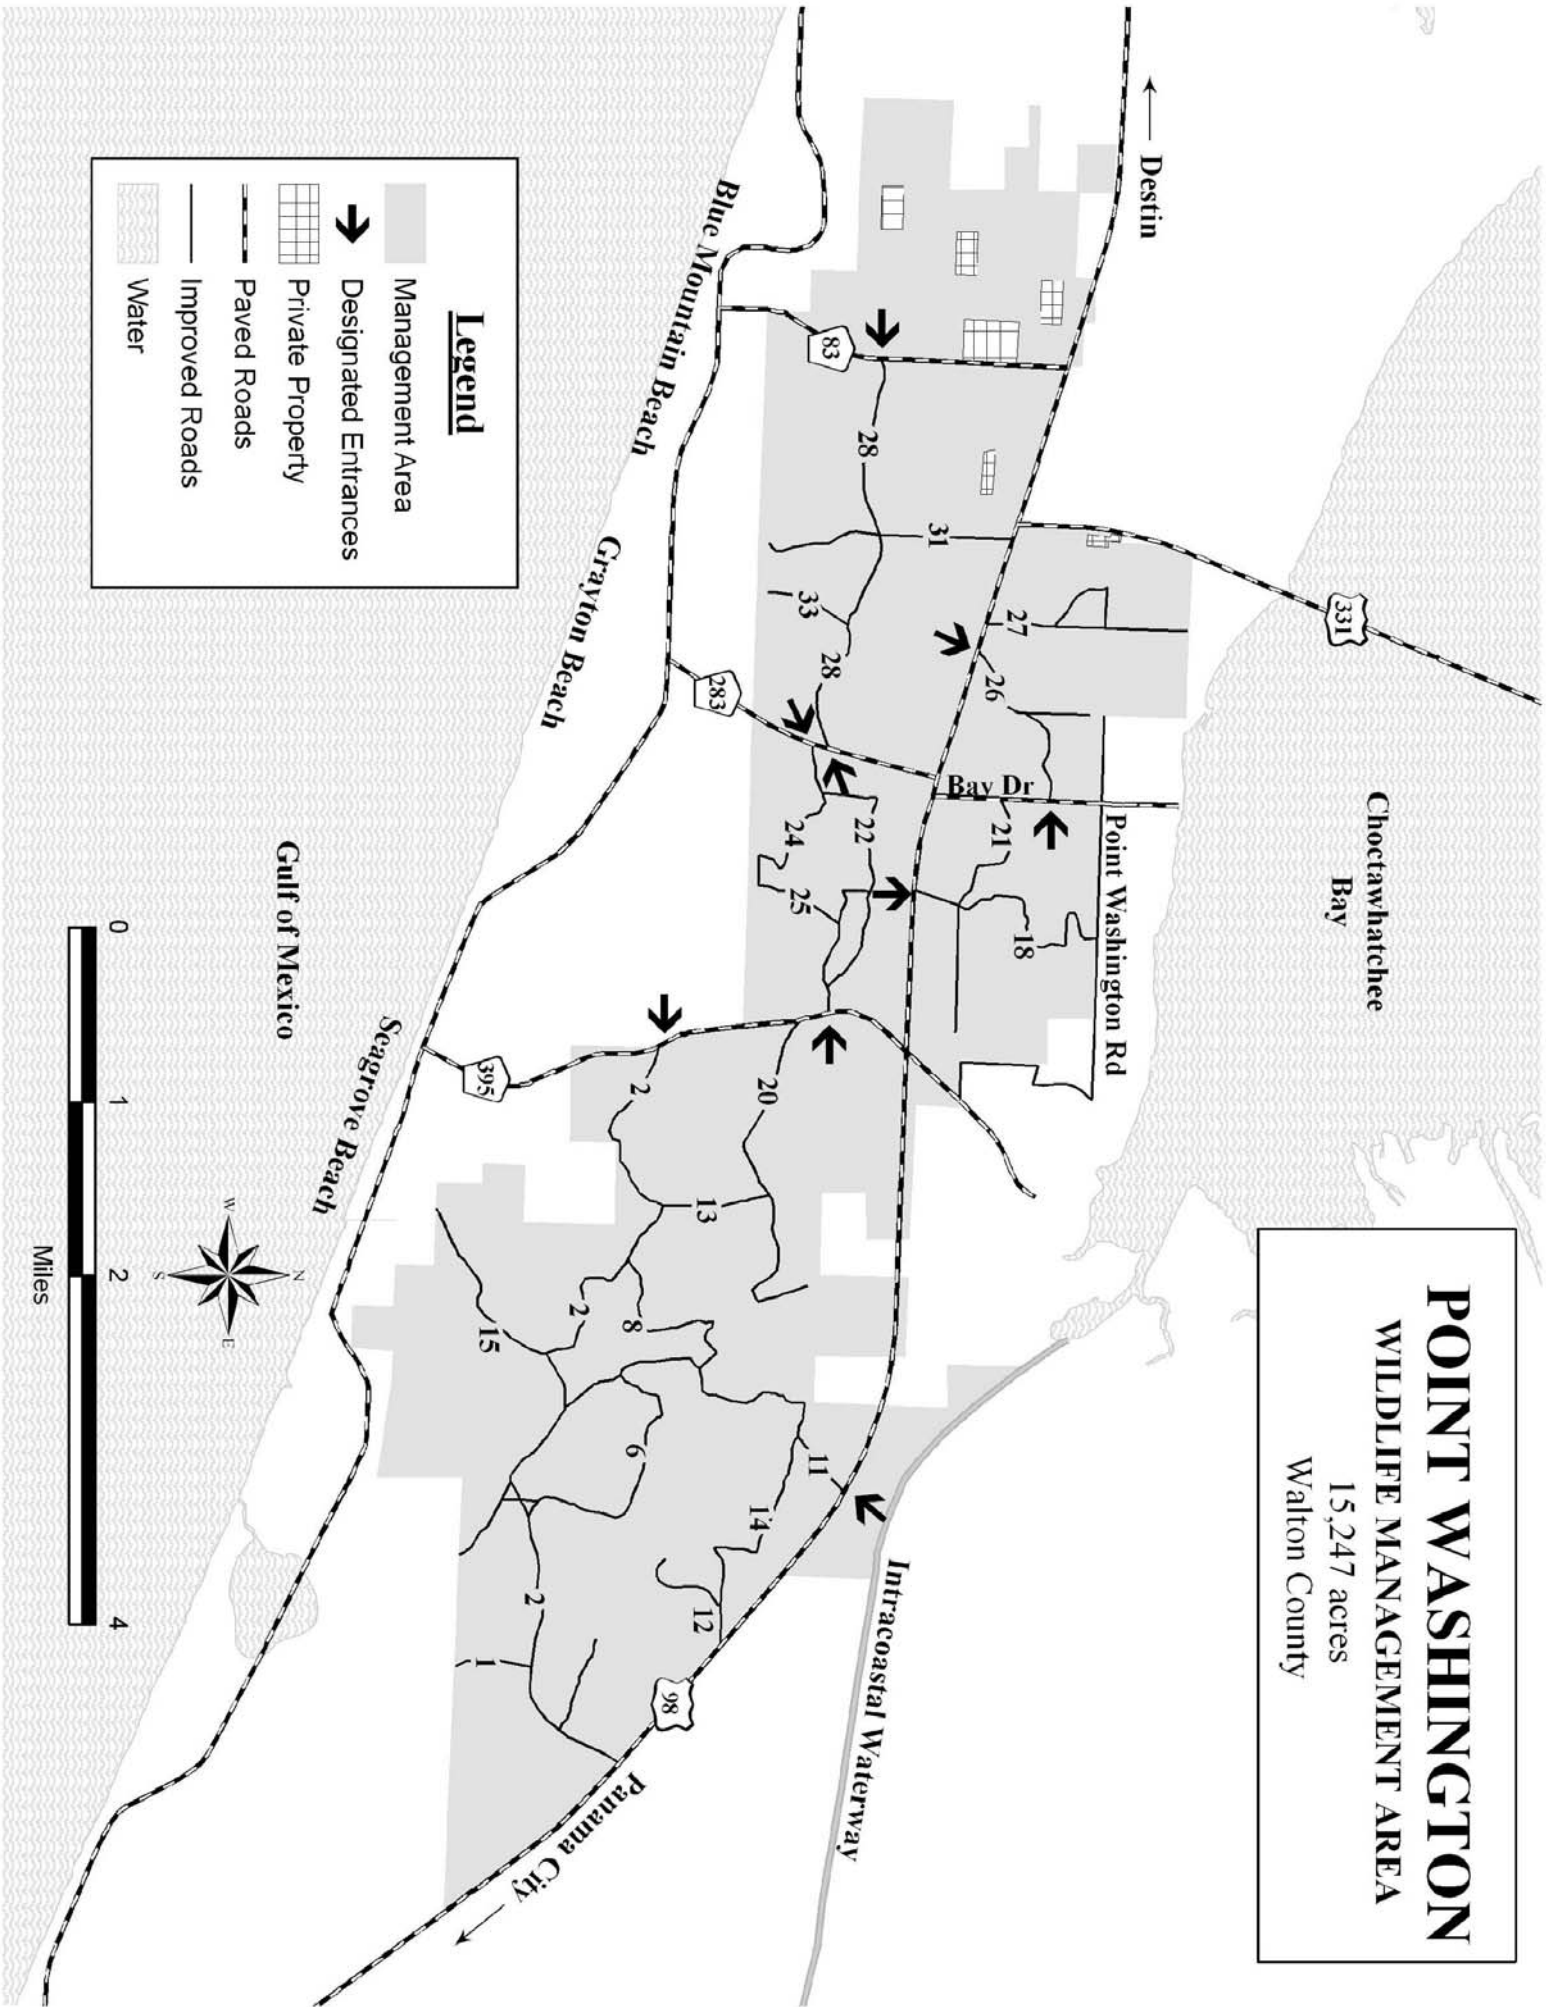 POINT WASHINGTON
WILDLIFE MANAGEMENT AREA
15,247 acres
Walton County
Destin
331
Choctawhatchee
Bay
Point Washington Rd
Bay Dr
27
26
21
18
31
28
83
33
28
283
22
24
25
20
2
13
395
2
8
15
6
11
14
12
2
1
98
Intracoastal Waterway
Panama City
Blue Mountain Beach
Grayton Beach
Seagrove Beach
Gulf of Mexico
Legend
Management Area
Designated Entrances
Private Property
Paved Roads
Improved Roads
Water
N
W
E
S
0
1
2
4
Miles